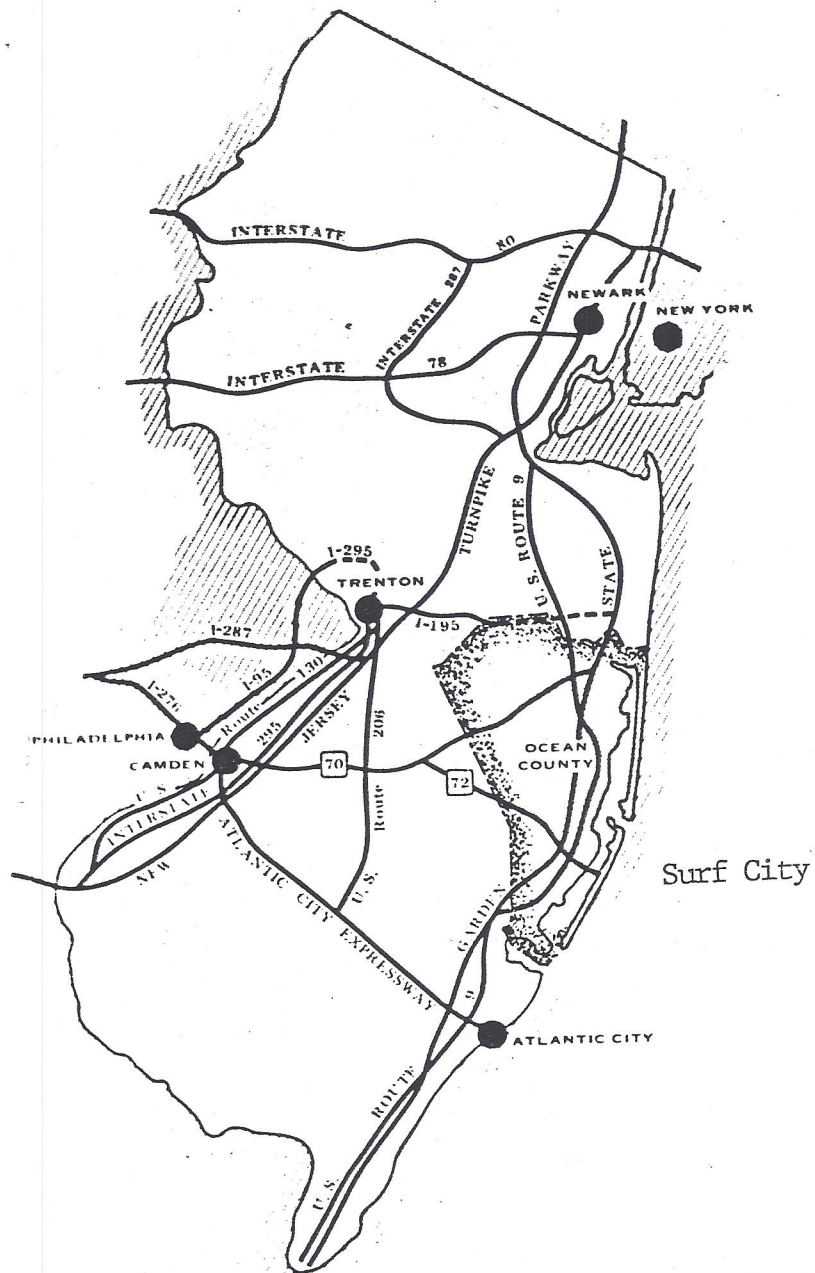 INTERSTATE 80
INTERSTATE 287
PARKWAY
NEWARK
NEW YORK
INTERSTATE 78
TURNPIKE
U.S. ROUTE 9
STATE
I-295
TRENTON
I-195
I-287
I-95
I-276
Route 130
295
JERSEY
206
PHILADELPHIA
CAMDEN
70
OCEAN
COUNTY
72
U.S.
INTERSTATE
Route
NEW
ATLANTIC CITY EXPRESSWAY
U.S.
GARDEN
Surf City
9
ATLANTIC CITY
ROUTE
U.S.